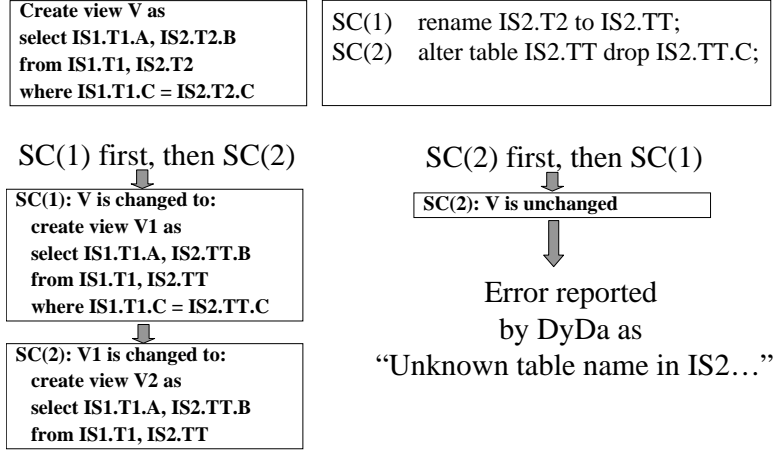 Create view V as
select IS1.T1.A, IS2.T2.B
from IS1.T1, IS2.T2
where IS1.T1.C = IS2.T2.C
SC(1) rename IS2.T2 to IS2.TT;
SC(2) alter table IS2.TT drop IS2.TT.C;
SC(1) first, then SC(2)
SC(1): V is changed to:
create view V1 as
select IS1.T1.A, IS2.TT.B
from IS1.T1, IS2.TT
where IS1.T1.C = IS2.TT.C
SC(2): V1 is changed to:
create view V2 as
select IS1.T1.A, IS2.TT.B
from IS1.T1, IS2.TT
SC(2) first, then SC(1)
SC(2): V is unchanged
Error reported
by DyDa as
“Unknown table name in IS2…”